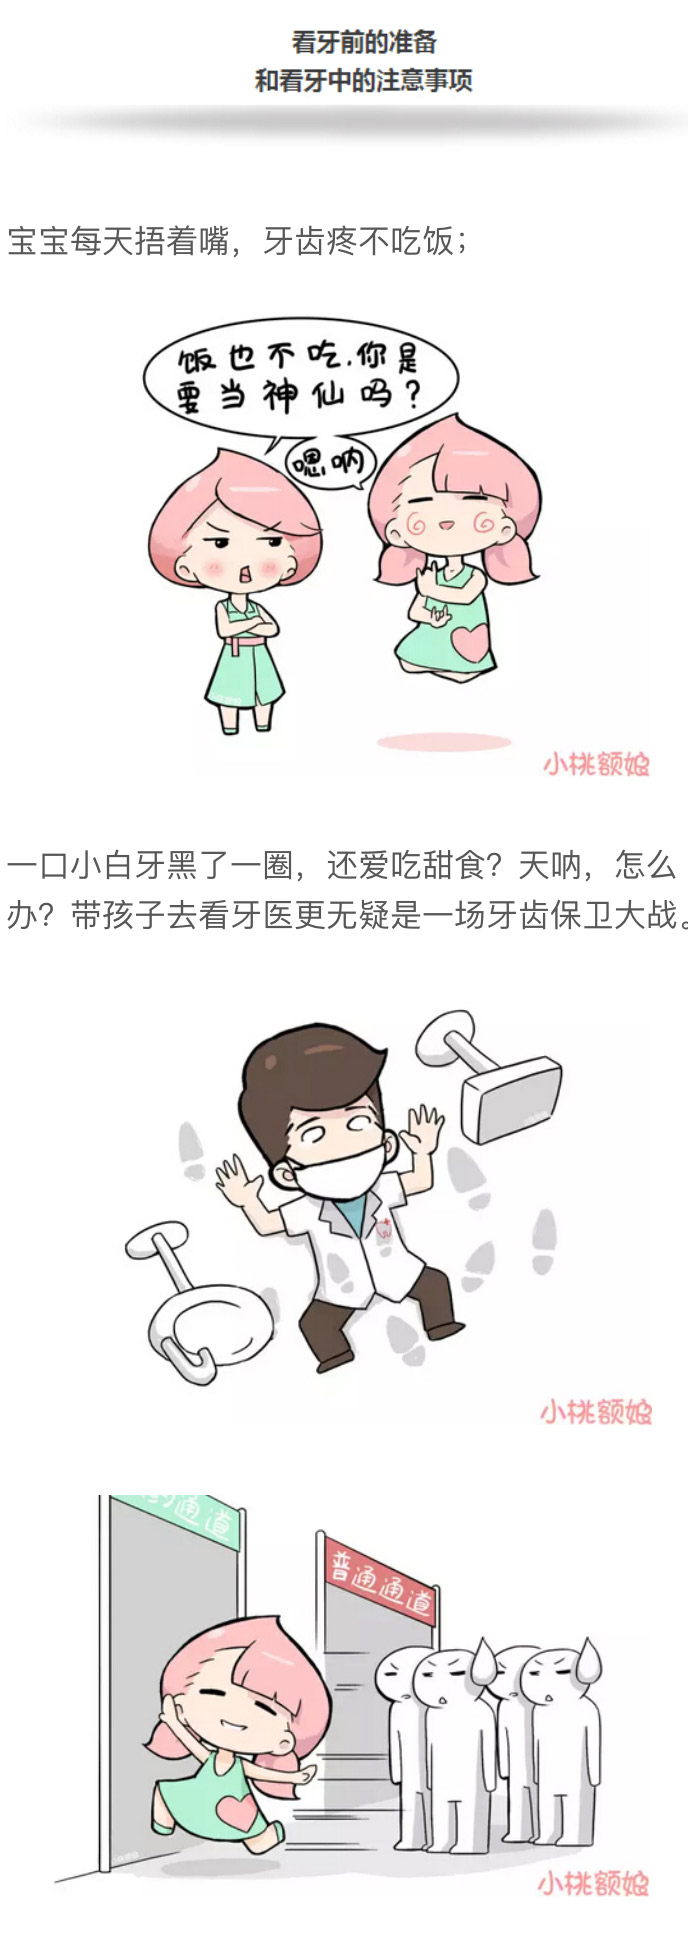 看牙前的准备
和看牙中的注意事项
宝宝每天捂着嘴，牙齿疼不吃饭；
饭也不吃，你是
要当神仙吗？
嗯呐
小桃额娘
一口小白牙黑了一圈，还爱吃甜食？天呐，怎么
办？带孩子去看牙医更无疑是一场牙齿保卫大战。
小桃额娘
约通道
普通通道
小桃额娘